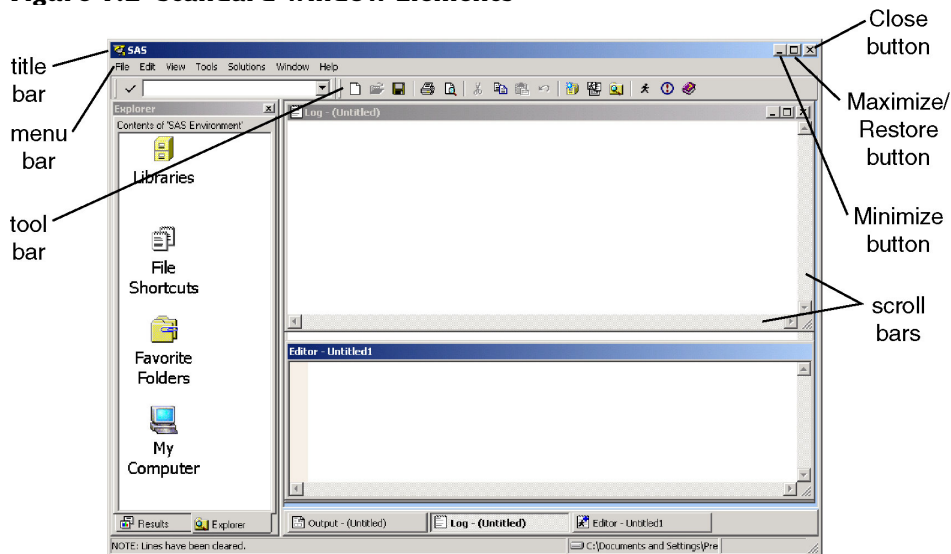 Figure 1.2 Standard Window Elements
Close
button
title
bar
SAS
File Edit View Tools Solutions Window Help
menu
bar
Maximize/
Restore
button
Explorer
Contents of 'SAS Environment'
Log - (Untitled)
Libraries
tool
bar
Minimize
button
File
Shortcuts
scroll
bars
Editor - Untitled1
Favorite
Folders
My
Computer
Results
Explorer
Output - (Untitled)
Log - (Untitled)
Editor - Untitled1
NOTE: Lines have been cleared.
C:\Documents and Settings\Pre